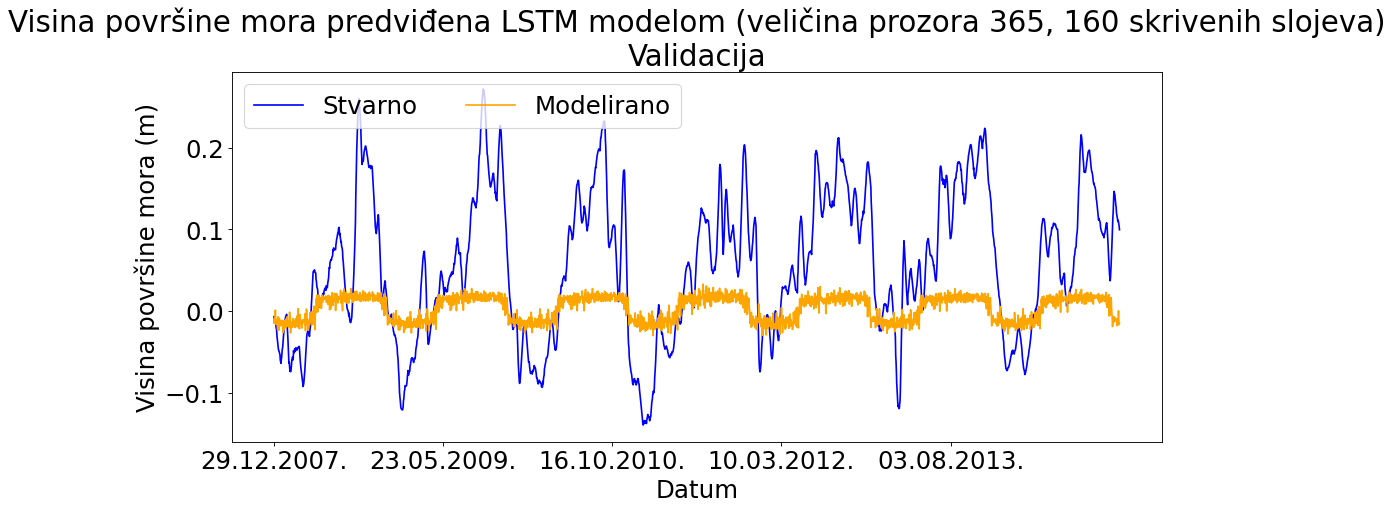 Visina površine mora predviđena LSTM modelom (veličina prozora 365, 160 skrivenih slojeva)
Validacija
Stvarno Modelirano
Visina površine mora (m)
0.2
0.1
0.0
−0.1
29.12.2007. 23.05.2009. 16.10.2010. 10.03.2012. 03.08.2013.
Datum